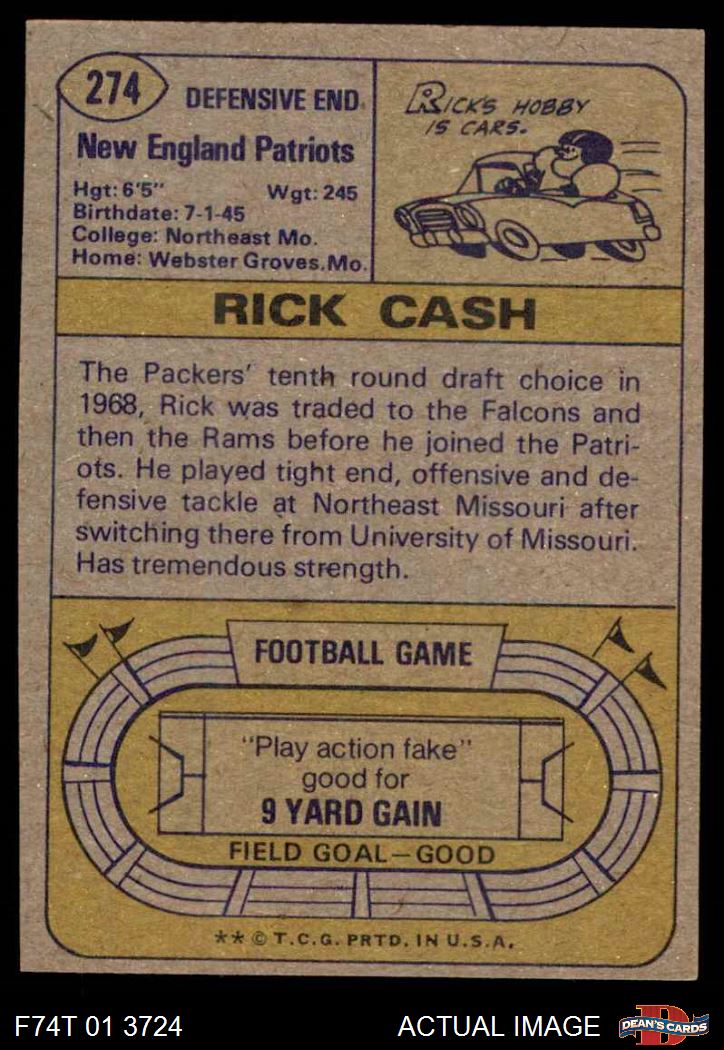 274
DEFENSIVE END
New England Patriots
Hgt: 6'5" Wgt: 245
Birthdate: 7-1-45
College: Northeast Mo.
Home: Webster Groves, Mo.
RICK'S HOBBY
IS CARS.
RICK CASH
The Packers' tenth round draft choice in
1968, Rick was traded to the Falcons and
then the Rams before he joined the Patri-
ots. He played tight end, offensive and de-
fensive tackle at Northeast Missouri after
switching there from University of Missouri.
Has tremendous strength.
FOOTBALL GAME
"Play action fake"
good for
9 YARD GAIN
FIELD GOAL—GOOD
** © T.C.G. PRTD. IN U.S.A.
F74T 01 3724 ACTUAL IMAGE
D
DEAN'S CARDS